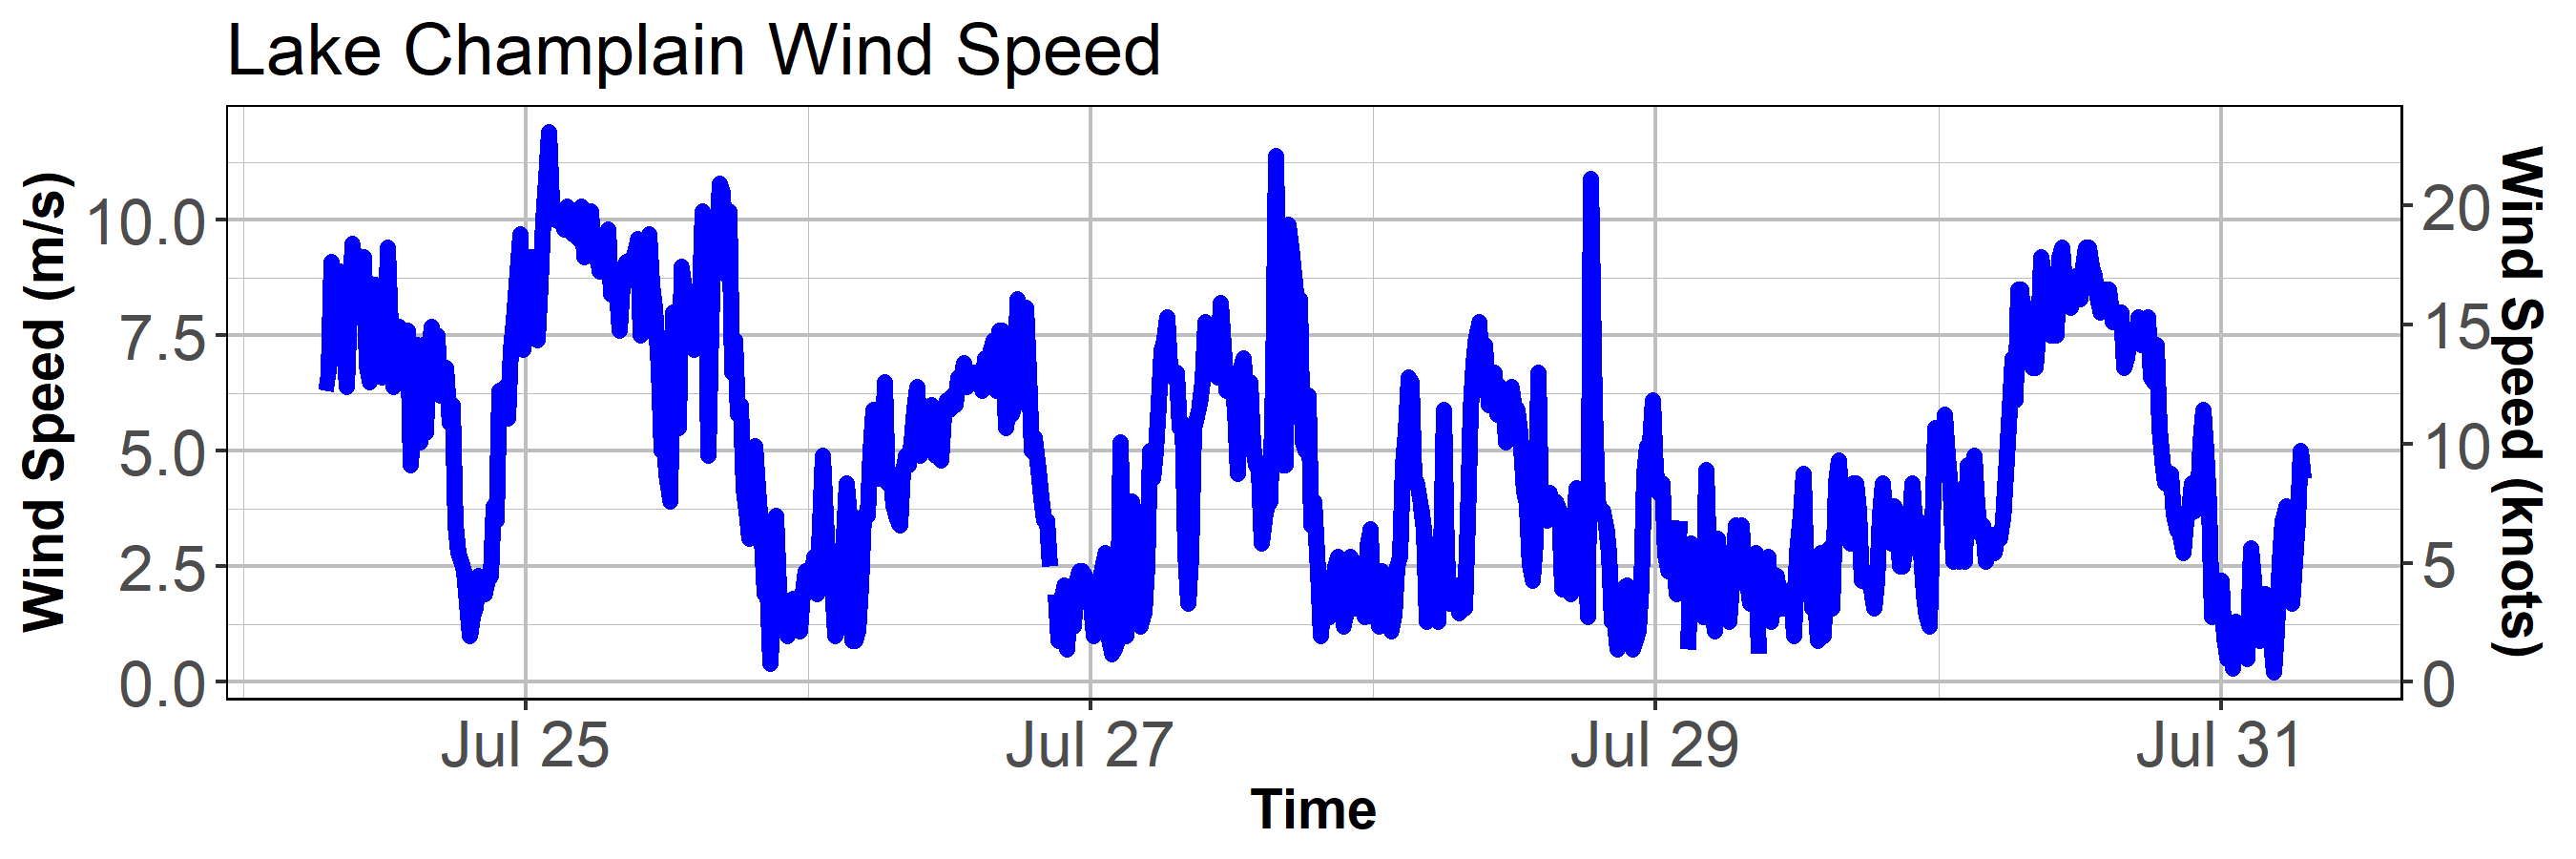 Lake Champlain Wind Speed
Wind Speed (m/s)
10.0
7.5
5.0
2.5
0.0
20
15
10
5
0
Wind Speed (knots)
Jul 25 Jul 27 Jul 29 Jul 31
Time